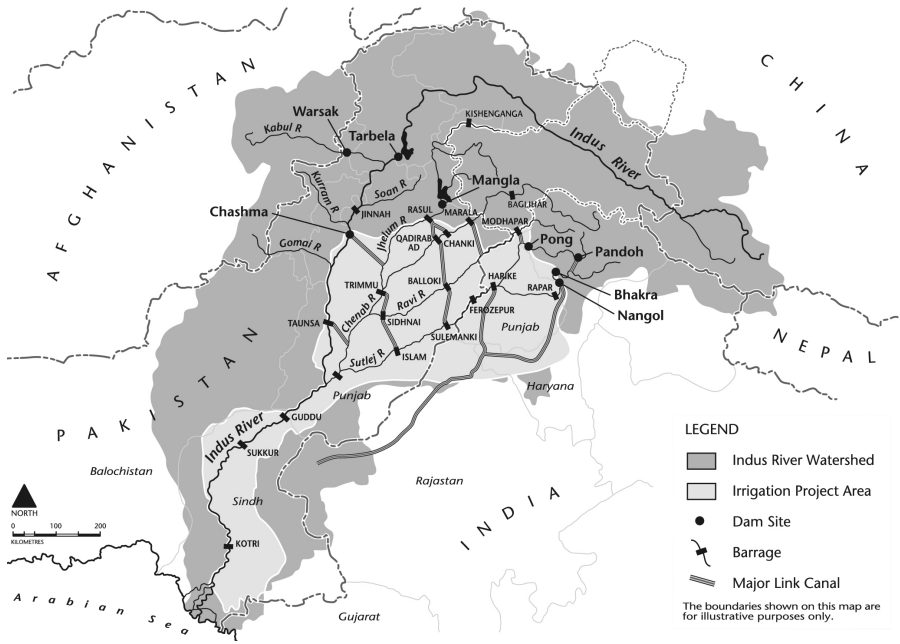 AFGHANISTAN
CHINA
Warsak
Kabul R
Tarbela
KISHENGANGA
Indus River
Kurram R
Soan R
Mangla
Chashma
JINNAH
RASUL
MARALA
BAGLIHAR
MODHAPAR
Jhelum R
QADIRAB
AD
CHANKI
Pong
Pandoh
Gomai R
TRIMMU
BALLOKI
HARIKE
RAPAR
Bhakra
Nangol
Chenab R
Ravi R
FEROZEPUR
TAUNSA
SIDHNAI
SULEMANKI
Punjab
NEPAL
Sutlej R
ISLAM
Haryana
Punjab
PAKISTAN
GUDDU
Indus River
SUKKUR
Balochistan
Rajastan
Sindh
INDIA
NORTH
0 100 200
KILOMETRES
KOTRI
Arabian Sea
Gujarat
LEGEND
Indus River Watershed
Irrigation Project Area
Dam Site
Barrage
Major Link Canal
The boundaries shown on this map are
for illustrative purposes only.